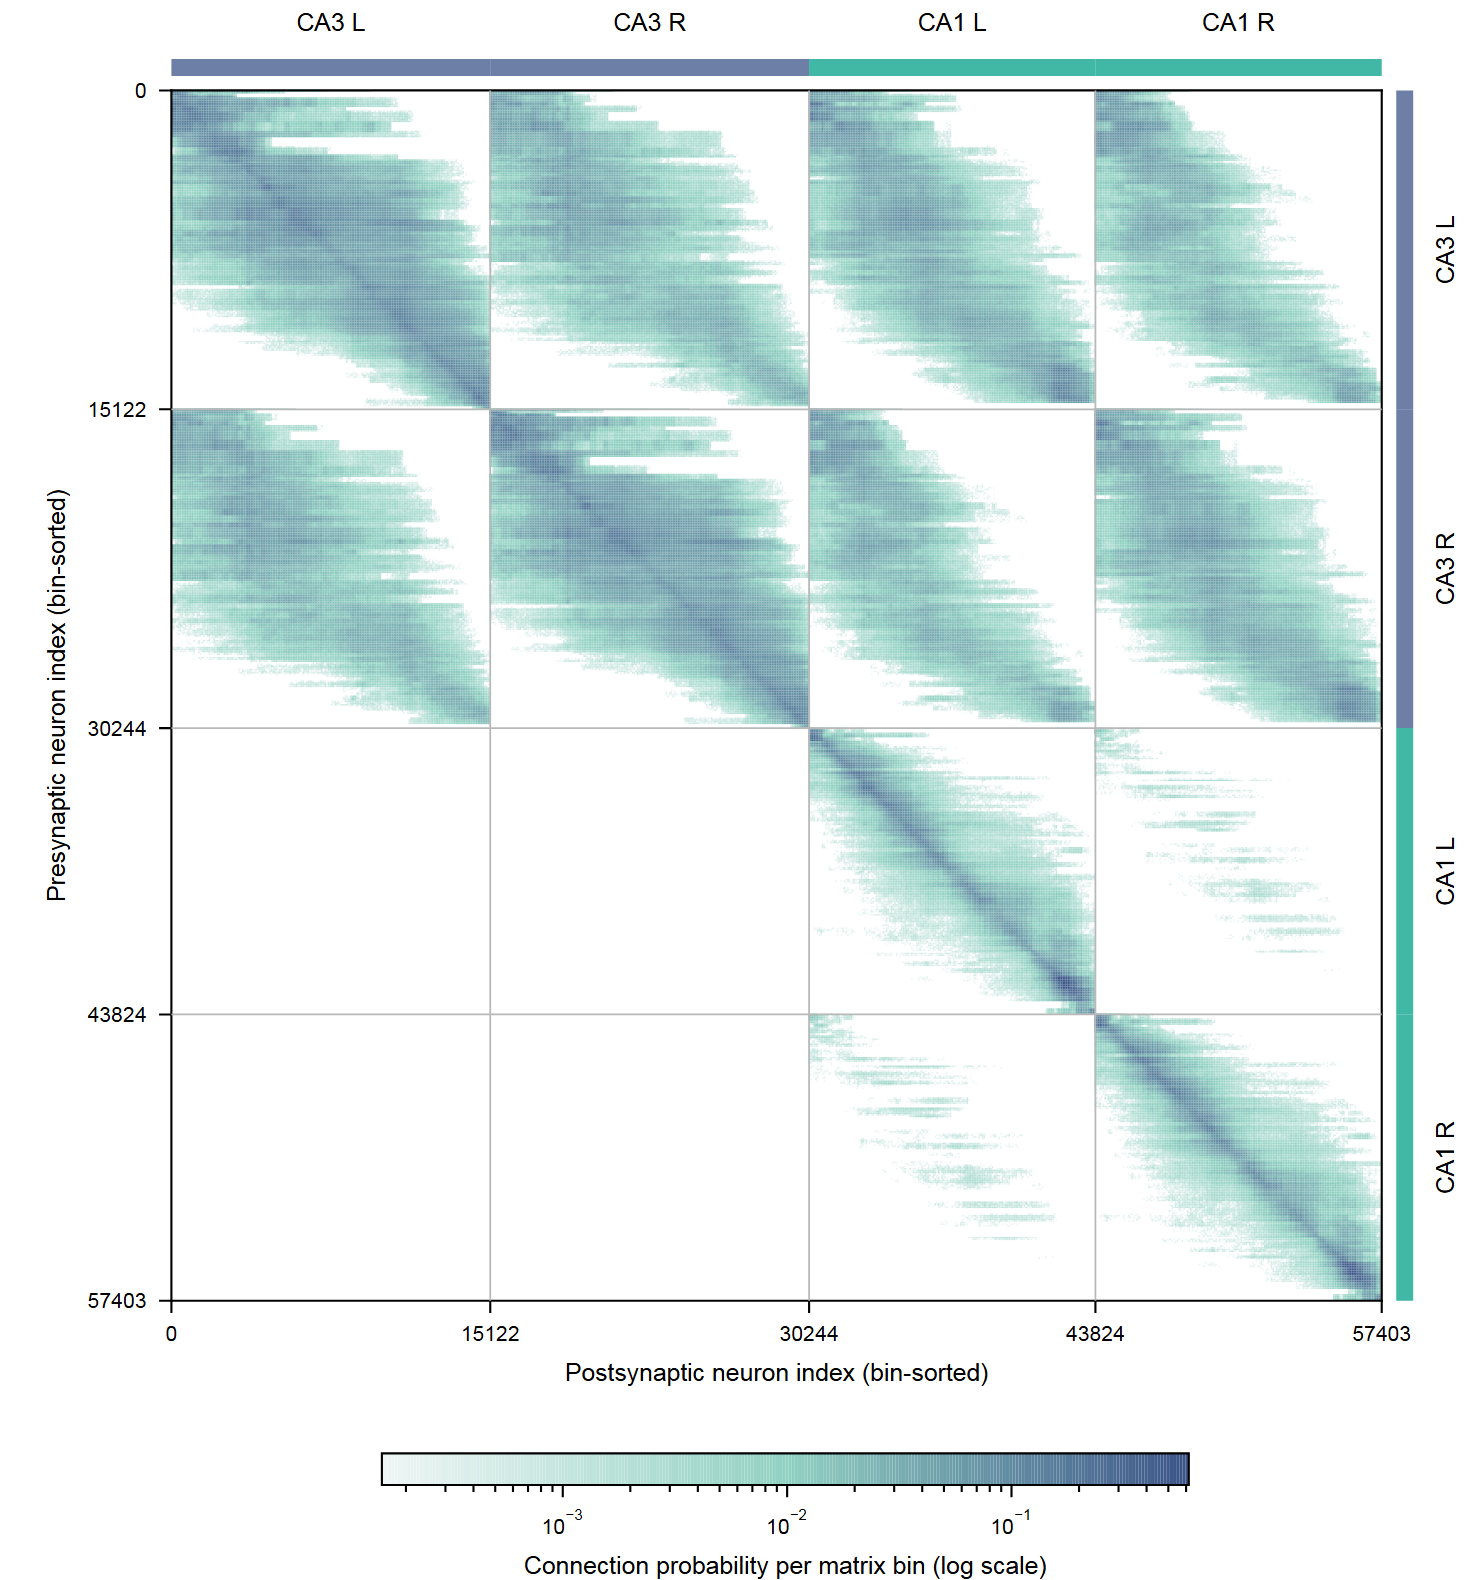 CA3 L CA3 R CA1 L CA1 R
0
CA3 L
15122
CA3 R
Presynaptic neuron index (bin-sorted)
30244
CA1 L
43824
CA1 R
57403
0 15122 30244 43824 57403
Postsynaptic neuron index (bin-sorted)
10⁻³ 10⁻² 10⁻¹
Connection probability per matrix bin (log scale)